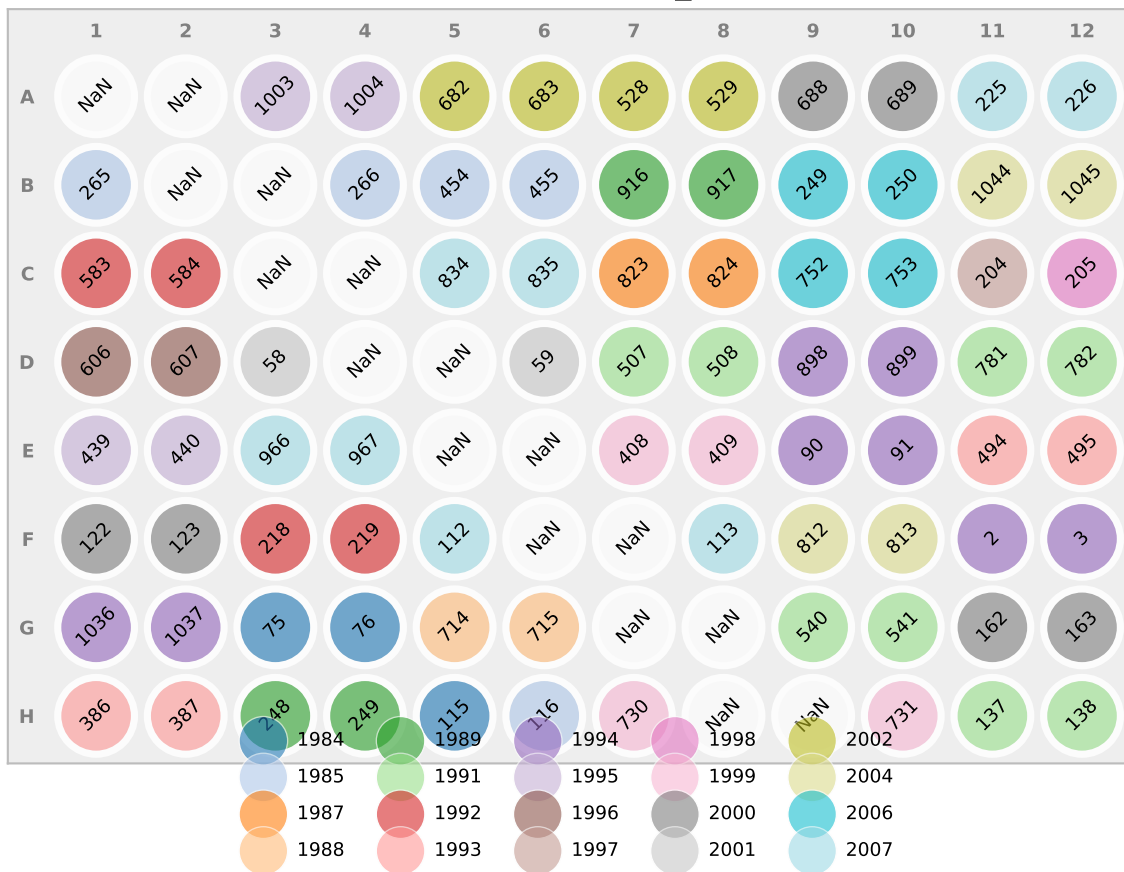 1 2 3 4 5 6 7 8 9 10 11 12
A NaN NaN 1003 1004 682 683 528 529 688 689 225 226
B 265 NaN NaN 266 454 455 916 917 249 250 1044 1045
C 583 584 NaN NaN 834 835 823 824 752 753 204 205
D 606 607 58 NaN NaN 59 507 508 898 899 781 782
E 439 440 966 967 NaN NaN 408 409 90 91 494 495
F 122 123 218 219 112 NaN NaN 113 812 813 2 3
G 1036 1037 75 76 714 715 NaN NaN 540 541 162 163
H 386 387 248 249 115 116 730 NaN NaN 731 137 138
1984 1989 1994 1998 2002
1985 1991 1995 1999 2004
1987 1992 1996 2000 2006
1988 1993 1997 2001 2007